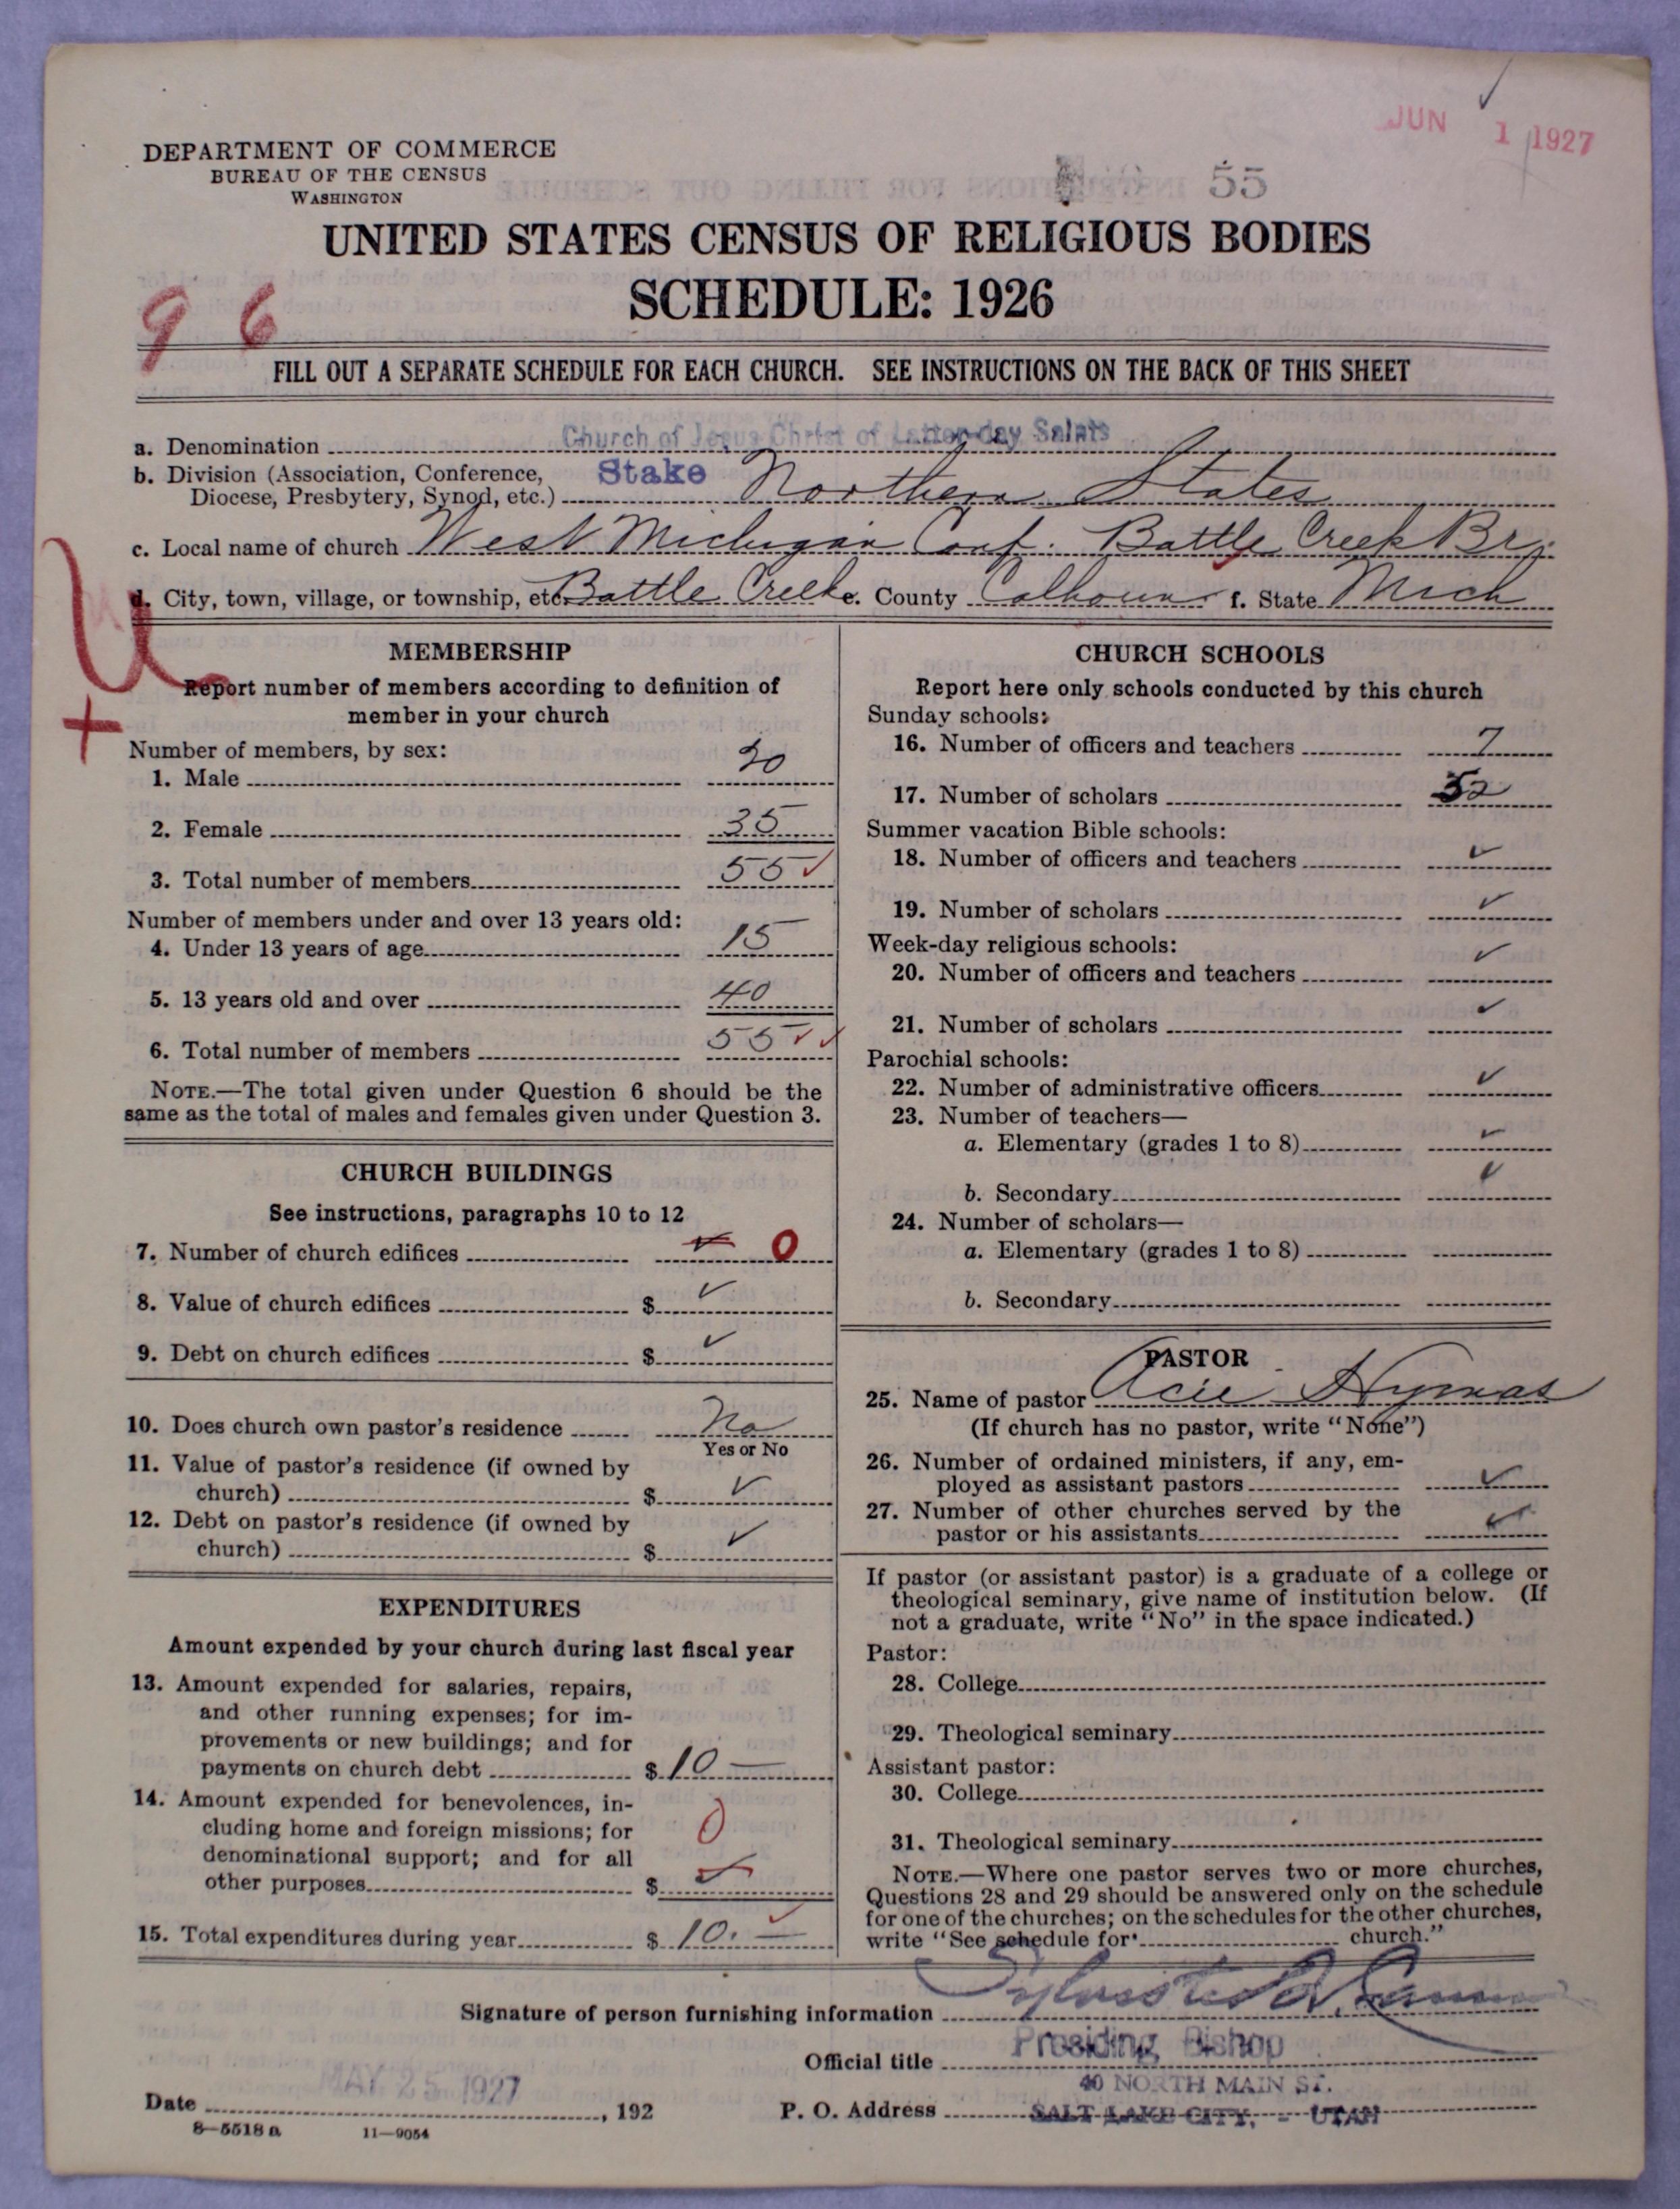 JUN 1 1927
DEPARTMENT OF COMMERCE
BUREAU OF THE CENSUS
WASHINGTON
55
UNITED STATES CENSUS OF RELIGIOUS BODIES
SCHEDULE: 1926
96
FILL OUT A SEPARATE SCHEDULE FOR EACH CHURCH. SEE INSTRUCTIONS ON THE BACK OF THIS SHEET
a. Denomination Church of Jesus Christ of Latter-day Saints
b. Division (Association, Conference, Diocese, Presbytery, Synod, etc.) Stake Northern States
c. Local name of church West Michigan Conf. Battle Creek Br.
d. City, town, village, or township, etc. Battle Creek e. County Calhoun f. State Mich
MEMBERSHIP
Report number of members according to definition of
member in your church
Number of members, by sex:
1. Male 20
2. Female 35
3. Total number of members 55 ✓
Number of members under and over 13 years old:
4. Under 13 years of age 15
5. 13 years old and over 40
6. Total number of members 55 ✓✓
NOTE.—The total given under Question 6 should be the
same as the total of males and females given under Question 3.
CHURCH BUILDINGS
See instructions, paragraphs 10 to 12
7. Number of church edifices 0
8. Value of church edifices $ ✓
9. Debt on church edifices $ ✓
10. Does church own pastor's residence No
Yes or No
11. Value of pastor's residence (if owned by
church) $ ✓
12. Debt on pastor's residence (if owned by
church) $ ✓
EXPENDITURES
Amount expended by your church during last fiscal year
13. Amount expended for salaries, repairs,
and other running expenses; for im-
provements or new buildings; and for
payments on church debt $ 10 —
14. Amount expended for benevolences, in-
cluding home and foreign missions; for
denominational support; and for all
other purposes $ 0
15. Total expenditures during year $ 10. —
CHURCH SCHOOLS
Report here only schools conducted by this church
Sunday schools:
16. Number of officers and teachers 7
17. Number of scholars 32
Summer vacation Bible schools:
18. Number of officers and teachers ✓
19. Number of scholars ✓
Week-day religious schools:
20. Number of officers and teachers ✓
21. Number of scholars ✓
Parochial schools:
22. Number of administrative officers ✓
23. Number of teachers—
a. Elementary (grades 1 to 8) ✓
b. Secondary ✓
24. Number of scholars—
a. Elementary (grades 1 to 8)
b. Secondary
PASTOR
25. Name of pastor Acie Hymas
(If church has no pastor, write "None")
26. Number of ordained ministers, if any, em-
ployed as assistant pastors ✓
27. Number of other churches served by the
pastor or his assistants ✓
If pastor (or assistant pastor) is a graduate of a college or
theological seminary, give name of institution below. (If
not a graduate, write "No" in the space indicated.)
Pastor:
28. College
29. Theological seminary
Assistant pastor:
30. College
31. Theological seminary
NOTE.—Where one pastor serves two or more churches,
Questions 28 and 29 should be answered only on the schedule
for one of the churches; on the schedules for the other churches,
write "See schedule for church."
Signature of person furnishing information Sylvester Q. Cannon
Official title Presiding Bishop
Date MAY 25 1927, 192
P. O. Address 40 NORTH MAIN ST.
SALT LAKE CITY, - UTAH
8—5518 a 11—9054